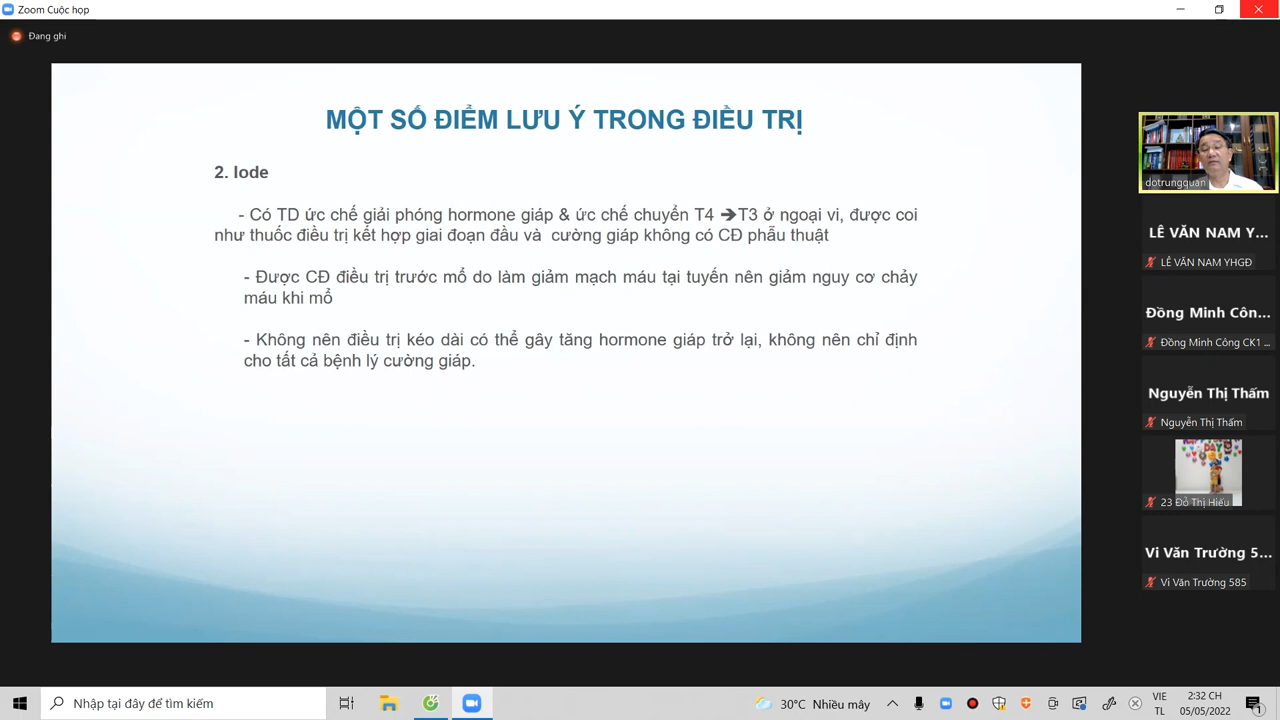 Zoom Cuộc họp
Đang ghi
MỘT SỐ ĐIỂM LƯU Ý TRONG ĐIỀU TRỊ
2. Iode
- Có TD ức chế giải phóng hormone giáp & ức chế chuyển T4 ➔T3 ở ngoại vi, được coi
như thuốc điều trị kết hợp giai đoạn đầu và cường giáp không có CĐ phẫu thuật
- Được CĐ điều trị trước mổ do làm giảm mạch máu tại tuyến nên giảm nguy cơ chảy
máu khi mổ
- Không nên điều trị kéo dài có thể gây tăng hormone giáp trở lại, không nên chỉ định
cho tất cả bệnh lý cường giáp.
dotrungquan
LÊ VĂN NAM Y...
LÊ VĂN NAM YHGĐ
Đồng Minh Côn...
Đồng Minh Công CK1 ...
Nguyễn Thị Thấm
Nguyễn Thị Thấm
23 Đỗ Thị Hiếu
Vi Văn Trường 5...
Vi Văn Trường 585
Nhập tại đây để tìm kiếm
30°C Nhiều mây
VIE
TL
2:32 CH
05/05/2022
1